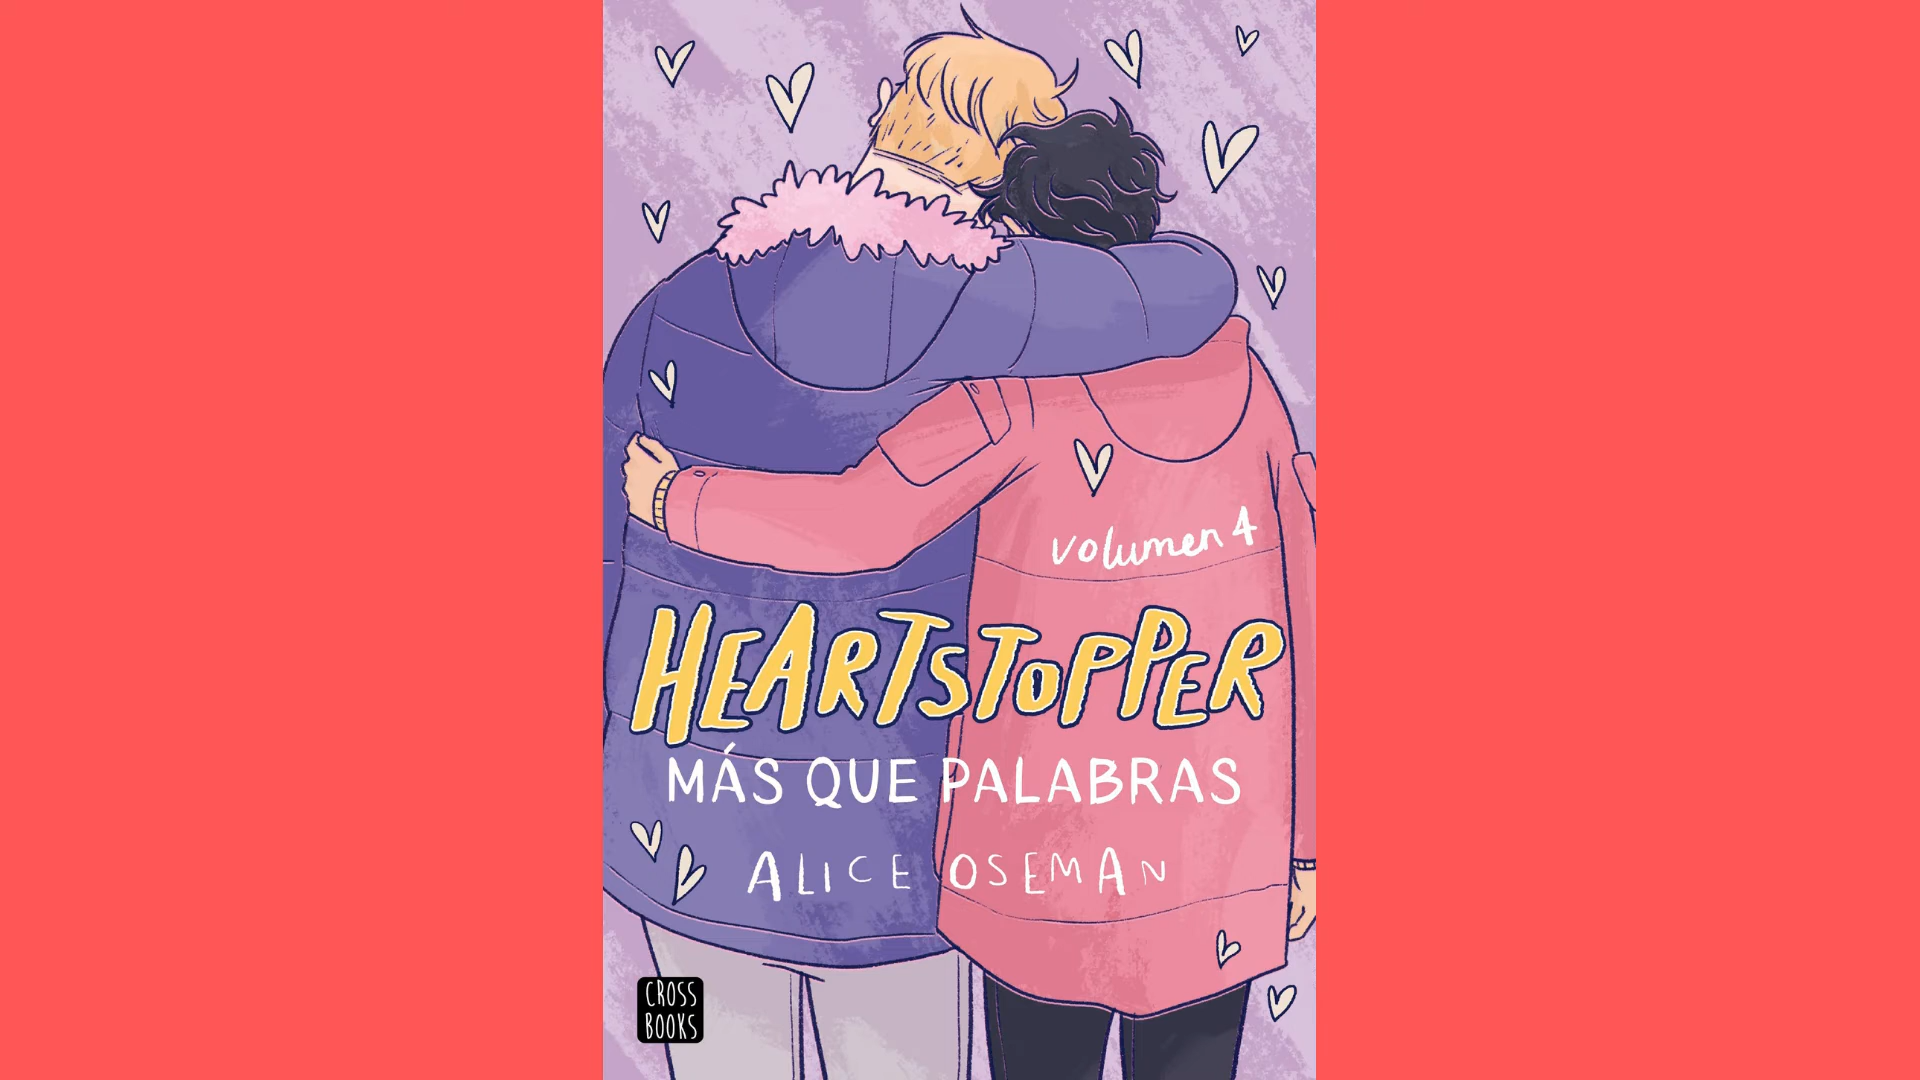 volumen 4
HEARTSTOPPER
MÁS QUE PALABRAS
ALICE OSEMAN
CROSS
BOOKS